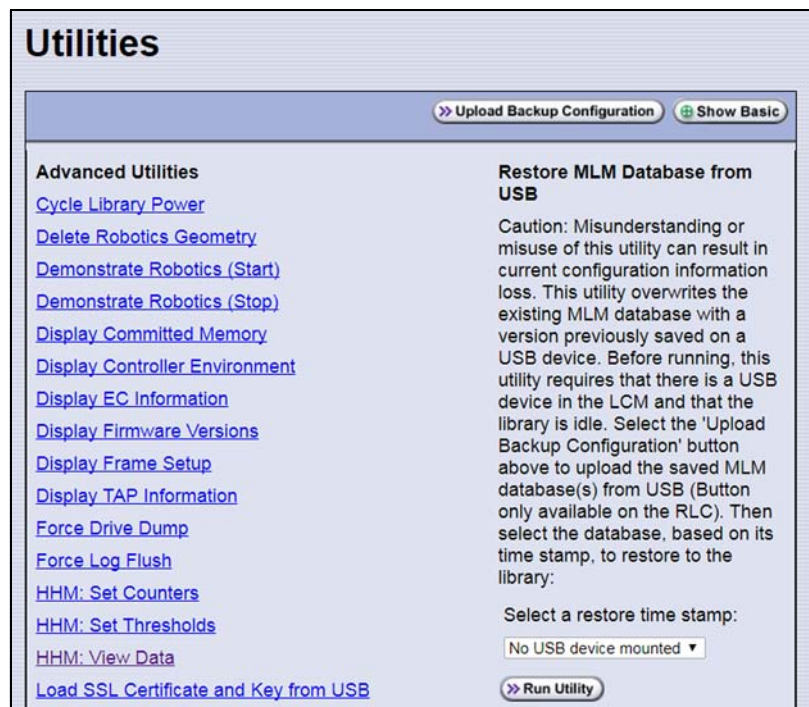 Utilities
Upload Backup Configuration
Show Basic
Advanced Utilities
Cycle Library Power
Delete Robotics Geometry
Demonstrate Robotics (Start)
Demonstrate Robotics (Stop)
Display Committed Memory
Display Controller Environment
Display EC Information
Display Firmware Versions
Display Frame Setup
Display TAP Information
Force Drive Dump
Force Log Flush
HHM: Set Counters
HHM: Set Thresholds
HHM: View Data
Load SSL Certificate and Key from USB
Restore MLM Database from
USB
Caution: Misunderstanding or
misuse of this utility can result in
current configuration information
loss. This utility overwrites the
existing MLM database with a
version previously saved on a
USB device. Before running, this
utility requires that there is a USB
device in the LCM and that the
library is idle. Select the 'Upload
Backup Configuration' button
above to upload the saved MLM
database(s) from USB (Button
only available on the RLC). Then
select the database, based on its
time stamp, to restore to the
library:
Select a restore time stamp:
No USB device mounted
Run Utility